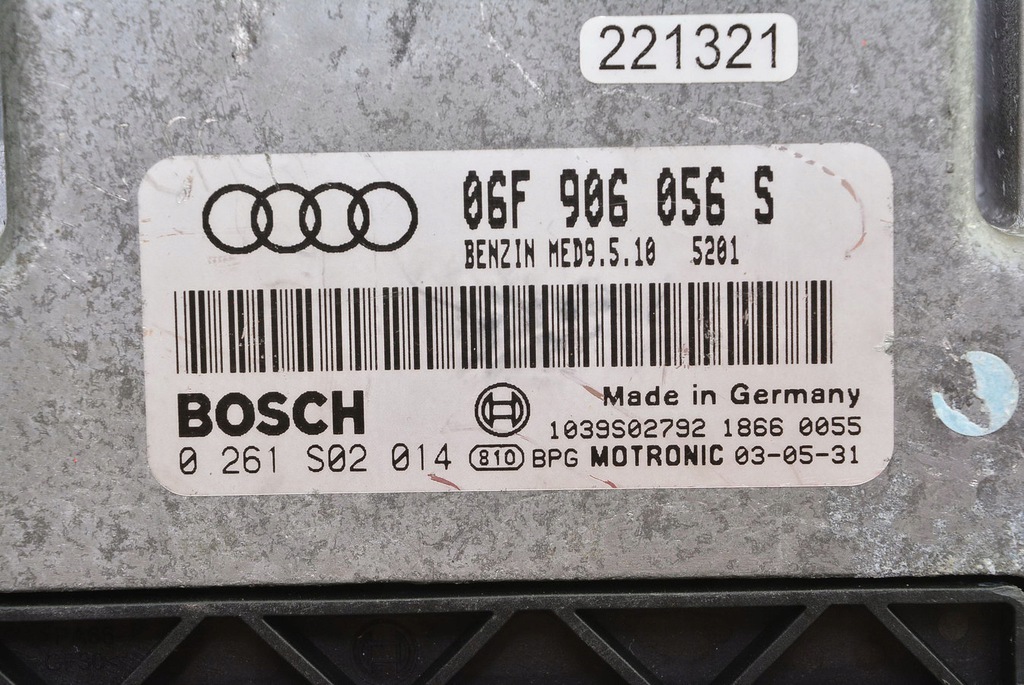 221321
06F 906 056 S
BENZIN MED9.5.10 5201
BOSCH
Made in Germany
1039S02792 1866 0055
0 261 S02 014 810 BPG MOTRONIC 03-05-31